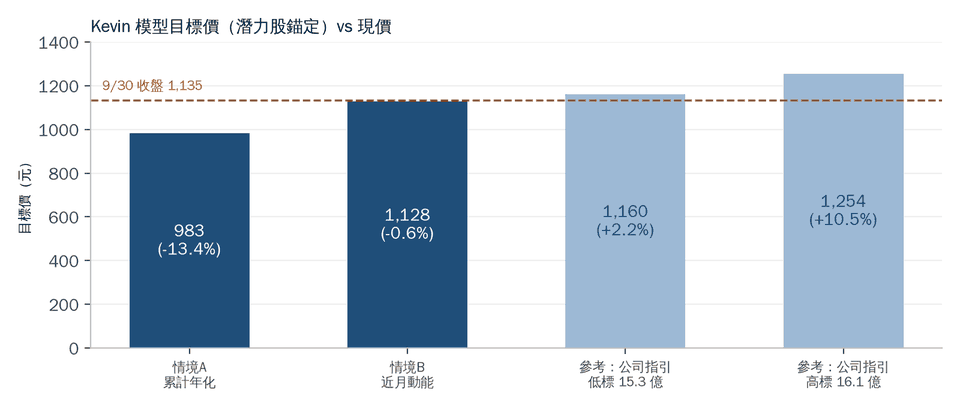 Kevin 模型目標價（潛力股錨定）vs 現價
目標價（元）
1400
1200
1000
800
600
400
200
0
9/30 收盤 1,135
983
(-13.4%)
1,128
(-0.6%)
1,160
(+2.2%)
1,254
(+10.5%)
情境A
累計年化
情境B
近月動能
參考：公司指引
低標 15.3 億
參考：公司指引
高標 16.1 億